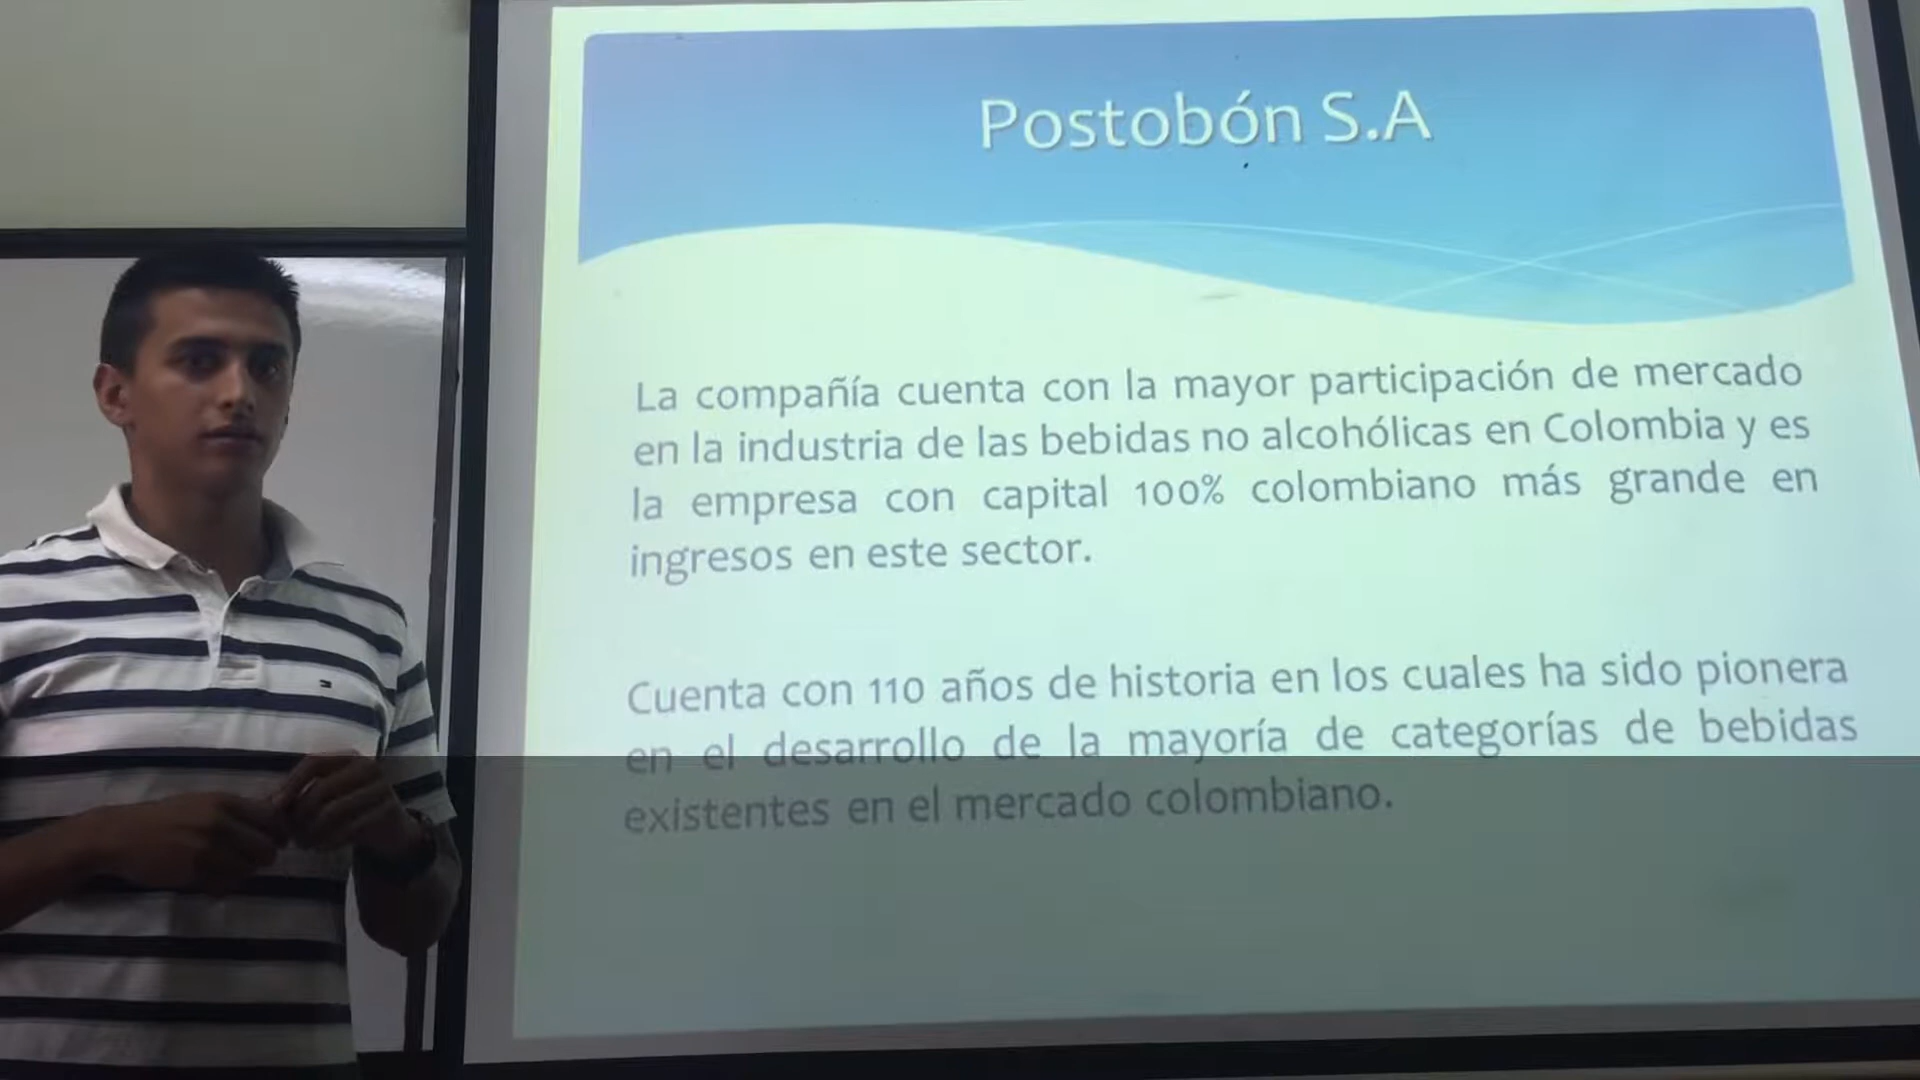 Postobón S.A
La compañía cuenta con la mayor participación de mercado
en la industria de las bebidas no alcohólicas en Colombia y es
la empresa con capital 100% colombiano más grande en
ingresos en este sector.
Cuenta con 110 años de historia en los cuales ha sido pionera
en el desarrollo de la mayoría de categorías de bebidas
existentes en el mercado colombiano.